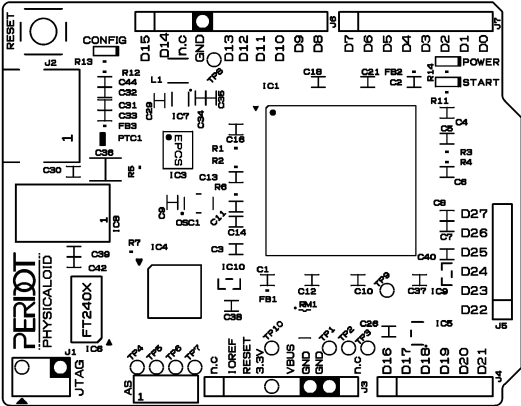 RESET
CONFIG
D15
D14
n.c
GND
D13
D12
D11
D10
D9
D8
J6
D7
D6
D5
D4
D3
D2
D1
D0
J7
J2
R13
R12
C44
C32
C31
C33
FB3
PTC1
C36
C30
1
L1
C29
IC7
C34
C35
TP8
IC1
C18
C21
FB2
C2
R14
POWER
START
R11
C4
C5
R3
R4
C6
EPCS
IC3
C16
R1
R2
C13
R6
R5
C9
OSC1
C11
C14
C3
1
IC8
R7
IC4
C39
C42
IC10
C38
C1
FB1
C12
RM1
C10
TP9
C37
C40
IC9
C8
C7
D27
D26
D25
D24
D23
D22
J5
PERIDOT
PHYSICALOID
FT240X
IC6
J1
JTAG
TP4
TP5
TP6
TP7
AS
1
TP10
TP1
TP2
TP3
n.c
IOREF
RESET
3.3V
VBUS
GND
GND
n.c
J3
C26
IC5
D16
D17
D18
D19
D20
D21
J4